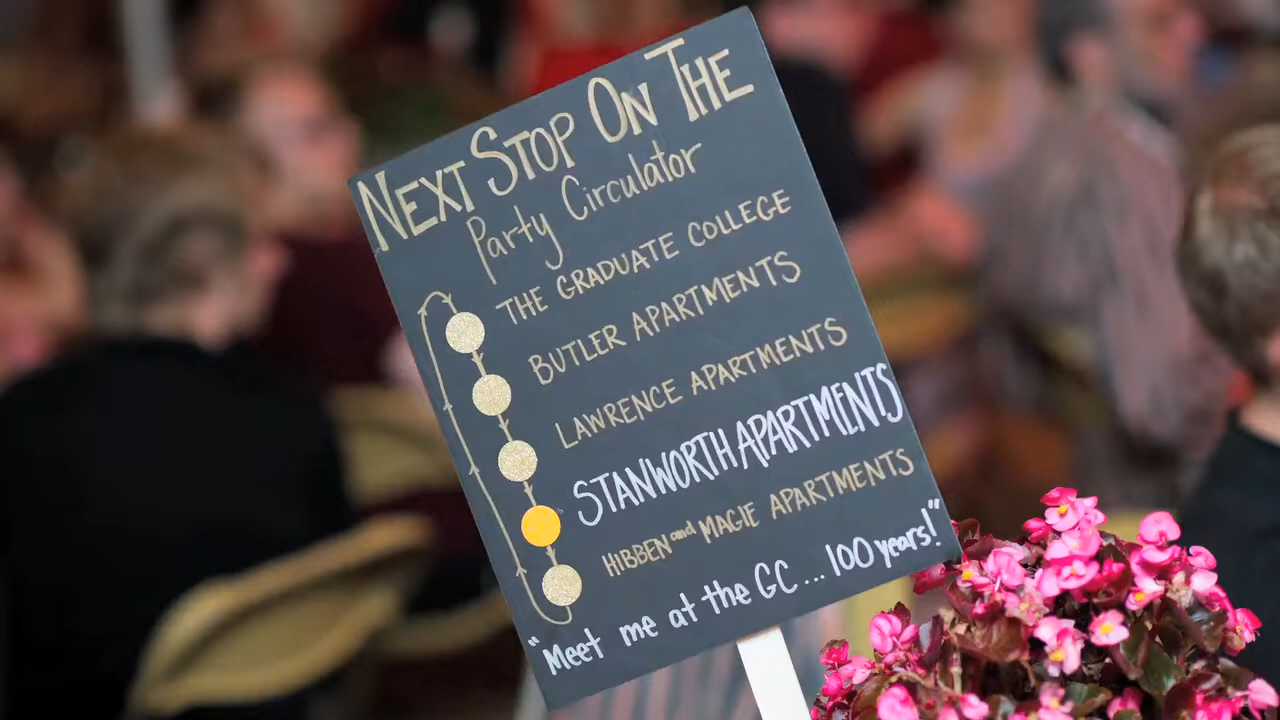 NEXT STOP ON THE
Party Circulator
THE GRADUATE COLLEGE
BUTLER APARTMENTS
LAWRENCE APARTMENTS
STANWORTH APARTMENTS
HIBBEN and MAGIE APARTMENTS
"Meet me at the GC... 100 years!"